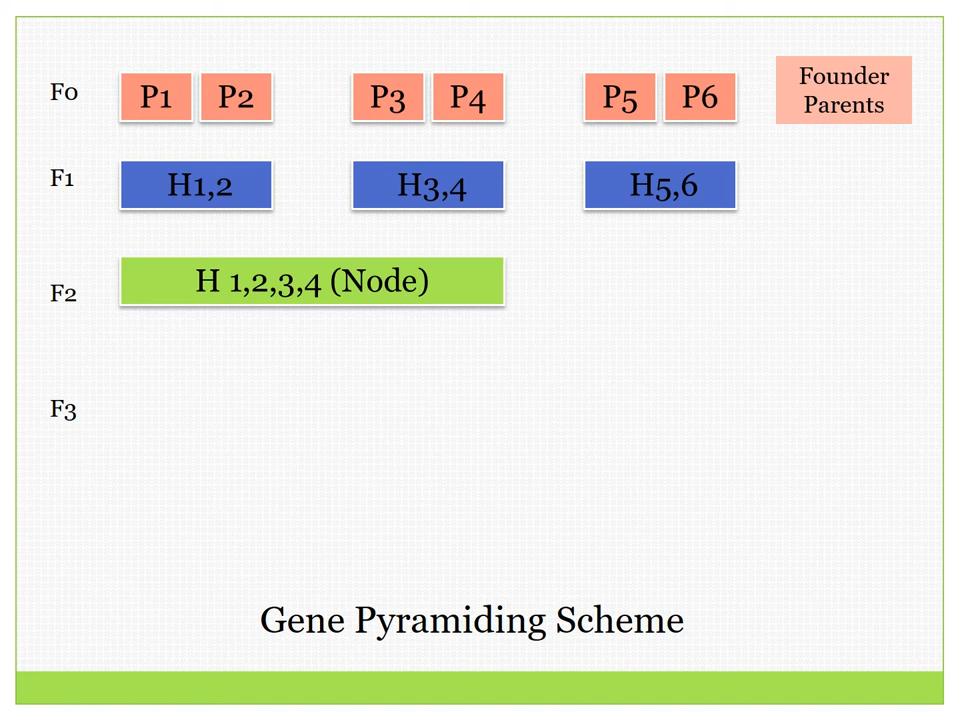 F0 P1 P2 P3 P4 P5 P6 Founder Parents
F1 H1,2 H3,4 H5,6
F2 H 1,2,3,4 (Node)
F3
Gene Pyramiding Scheme